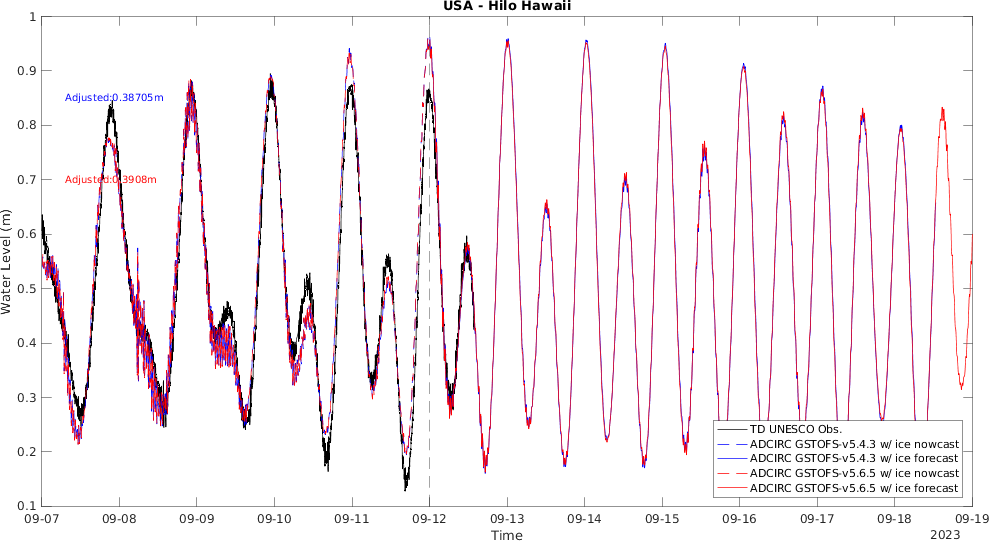 USA - Hilo Hawaii
Water Level (m)
1
0.9
0.8
0.7
0.6
0.5
0.4
0.3
0.2
0.1
Adjusted:0.38705m
Adjusted:0.3908m
TD UNESCO Obs.
ADCIRC GSTOFS-v5.4.3 w/ ice nowcast
ADCIRC GSTOFS-v5.4.3 w/ ice forecast
ADCIRC GSTOFS-v5.6.5 w/ ice nowcast
ADCIRC GSTOFS-v5.6.5 w/ ice forecast
09-07 09-08 09-09 09-10 09-11 09-12 09-13 09-14 09-15 09-16 09-17 09-18 09-19
Time
2023